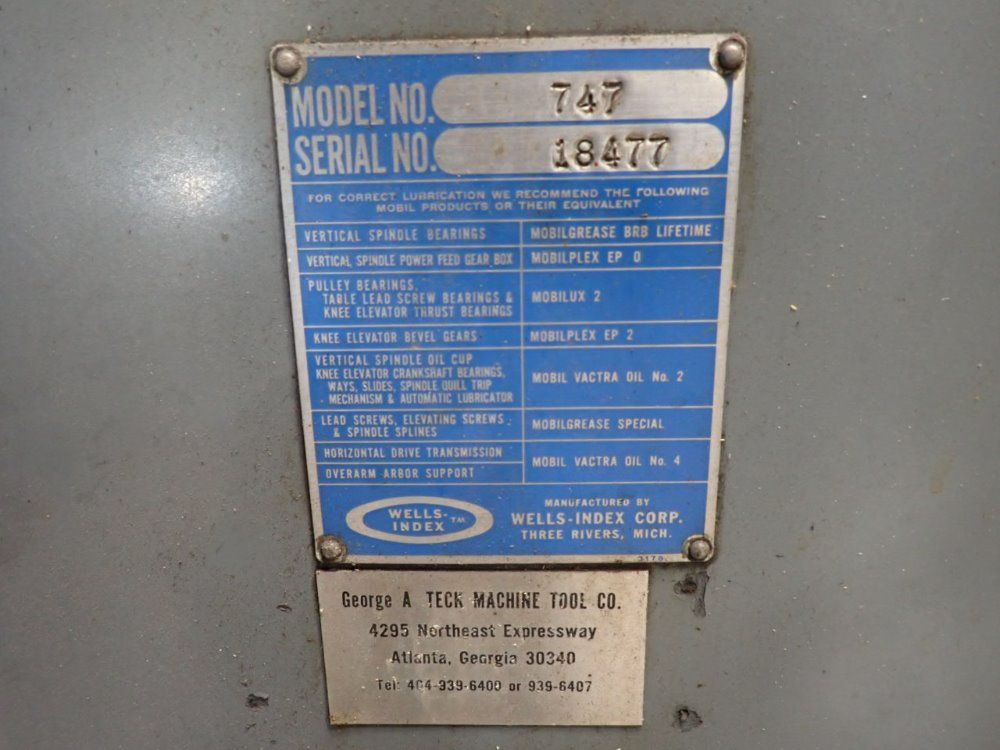 MODEL NO. 747
SERIAL NO. 18477
FOR CORRECT LUBRICATION WE RECOMMEND THE FOLLOWING
MOBIL PRODUCTS OR THEIR EQUIVALENT
VERTICAL SPINDLE BEARINGS MOBILGREASE BRB LIFETIME
VERTICAL SPINDLE POWER FEED GEAR BOX MOBILPLEX EP 0
PULLEY BEARINGS,
TABLE LEAD SCREW BEARINGS &
KNEE ELEVATOR THRUST BEARINGS
MOBILUX 2
KNEE ELEVATOR BEVEL GEARS MOBILPLEX EP 2
VERTICAL SPINDLE OIL CUP
KNEE ELEVATOR CRANKSHAFT BEARINGS,
WAYS, SLIDES, SPINDLE QUILL TRIP
MECHANISM & AUTOMATIC LUBRICATOR
MOBIL VACTRA OIL No. 2
LEAD SCREWS, ELEVATING SCREWS
& SPINDLE SPLINES
MOBILGREASE SPECIAL
HORIZONTAL DRIVE TRANSMISSION
OVERARM ARBOR SUPPORT
MOBIL VACTRA OIL No. 4
WELLS-
INDEX TM
MANUFACTURED BY
WELLS-INDEX CORP.
THREE RIVERS, MICH.
3178
George A TECK MACHINE TOOL CO.
4295 Northeast Expressway
Atlanta, Georgia 30340
Tel: 404-939-6400 or 939-6407